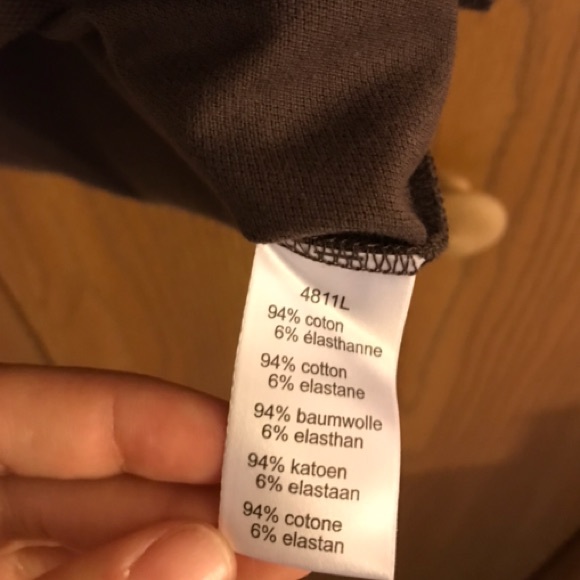 4811L
94% coton
6% élasthanne
94% cotton
6% elastane
94% baumwolle
6% elasthan
94% katoen
6% elastaan
94% cotone
6% elastan